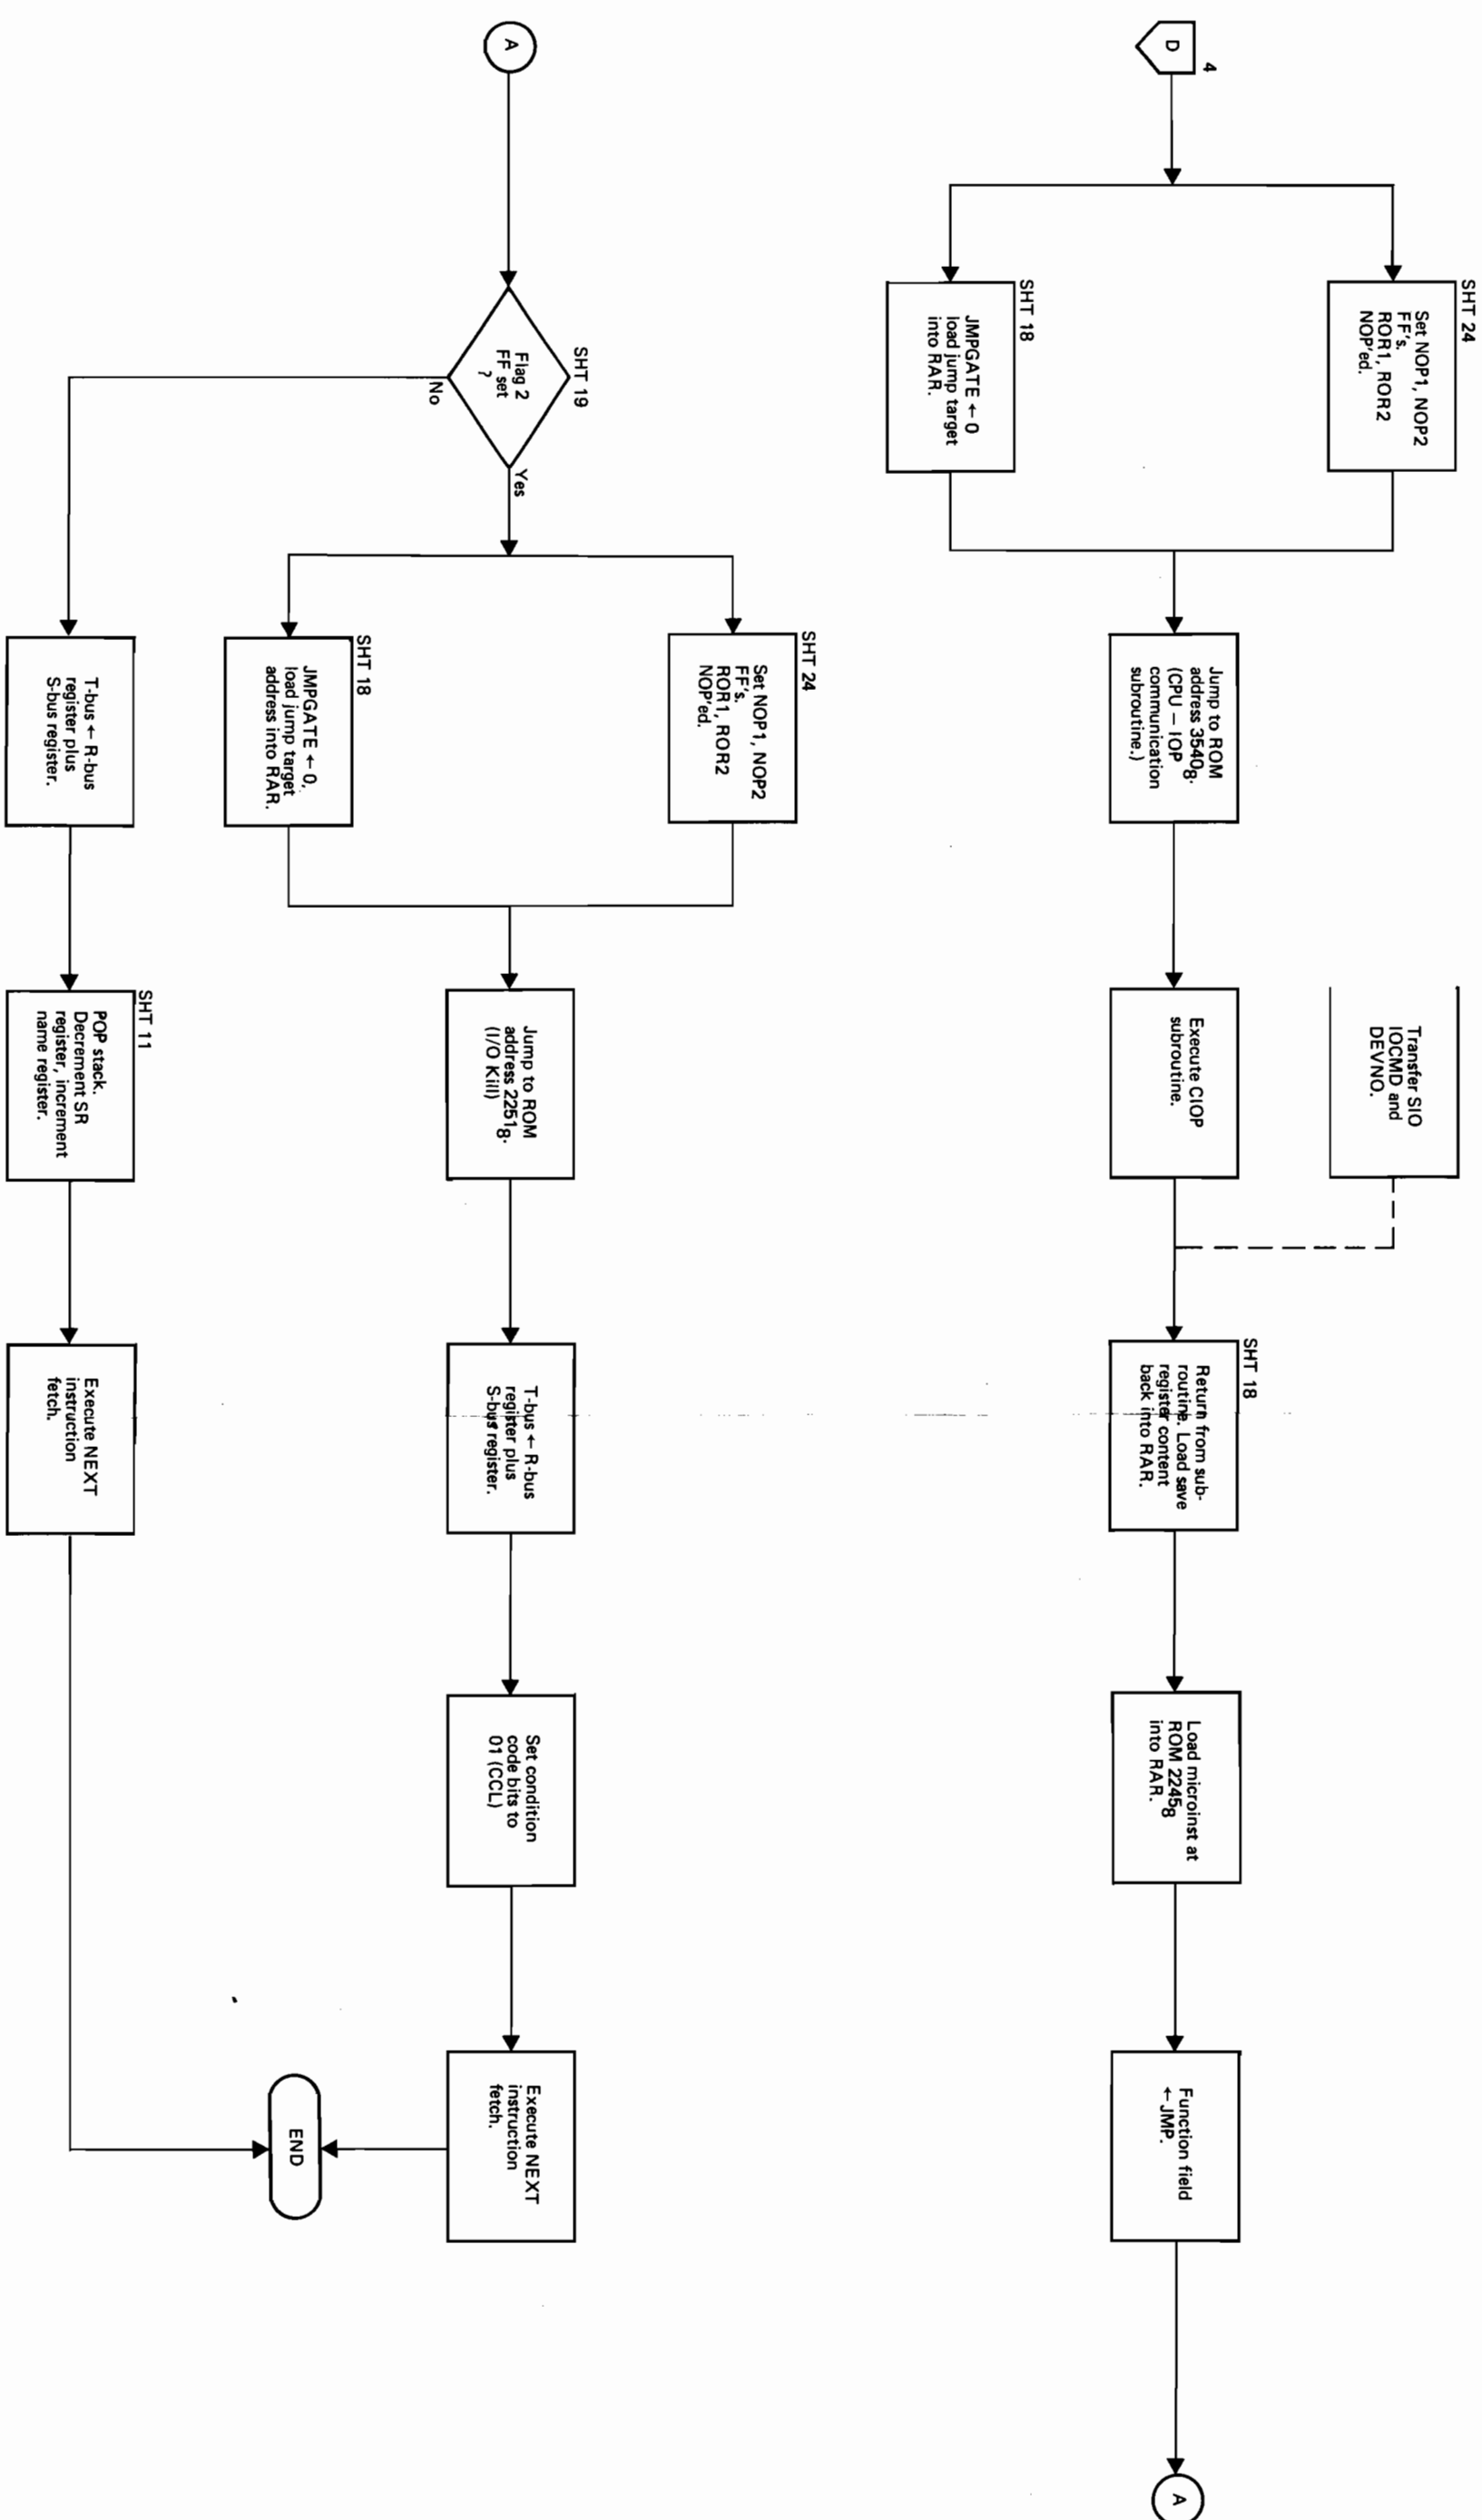 4
D
SHT 24
Set NOP1, NOP2
FF's.
ROR1, ROR2
NOP'ed.
SHT 18
JMPGATE ← 0
load jump target
into RAR.
Jump to ROM
address 3540₈.
(CPU – IOP
communication
subroutine.)
Transfer SIO
IOCMD and
DEVNO.
Execute CIOP
subroutine.
SHT 18
Return from sub-
routine. Load save
register content
back into RAR.
Load microinst at
ROM 2245₈
into RAR.
Function field
← JMP.
A
A
SHT 19
Flag 2
FF set
?
Yes
No
SHT 24
Set NOP1, NOP2
FF's.
ROR1, ROR2
NOP'ed.
SHT 18
JMPGATE ← 0,
load jump target
address into RAR.
Jump to ROM
address 2251₈.
(I/O Kill)
T-bus ← R-bus
register plus
S-bus register.
Set condition
code bits to
01 (CCL)
Execute NEXT
instruction
fetch.
END
T-bus ← R-bus
register plus
S-bus register.
SHT 11
POP stack.
Decrement SR
register, increment
name register.
Execute NEXT
instruction
fetch.